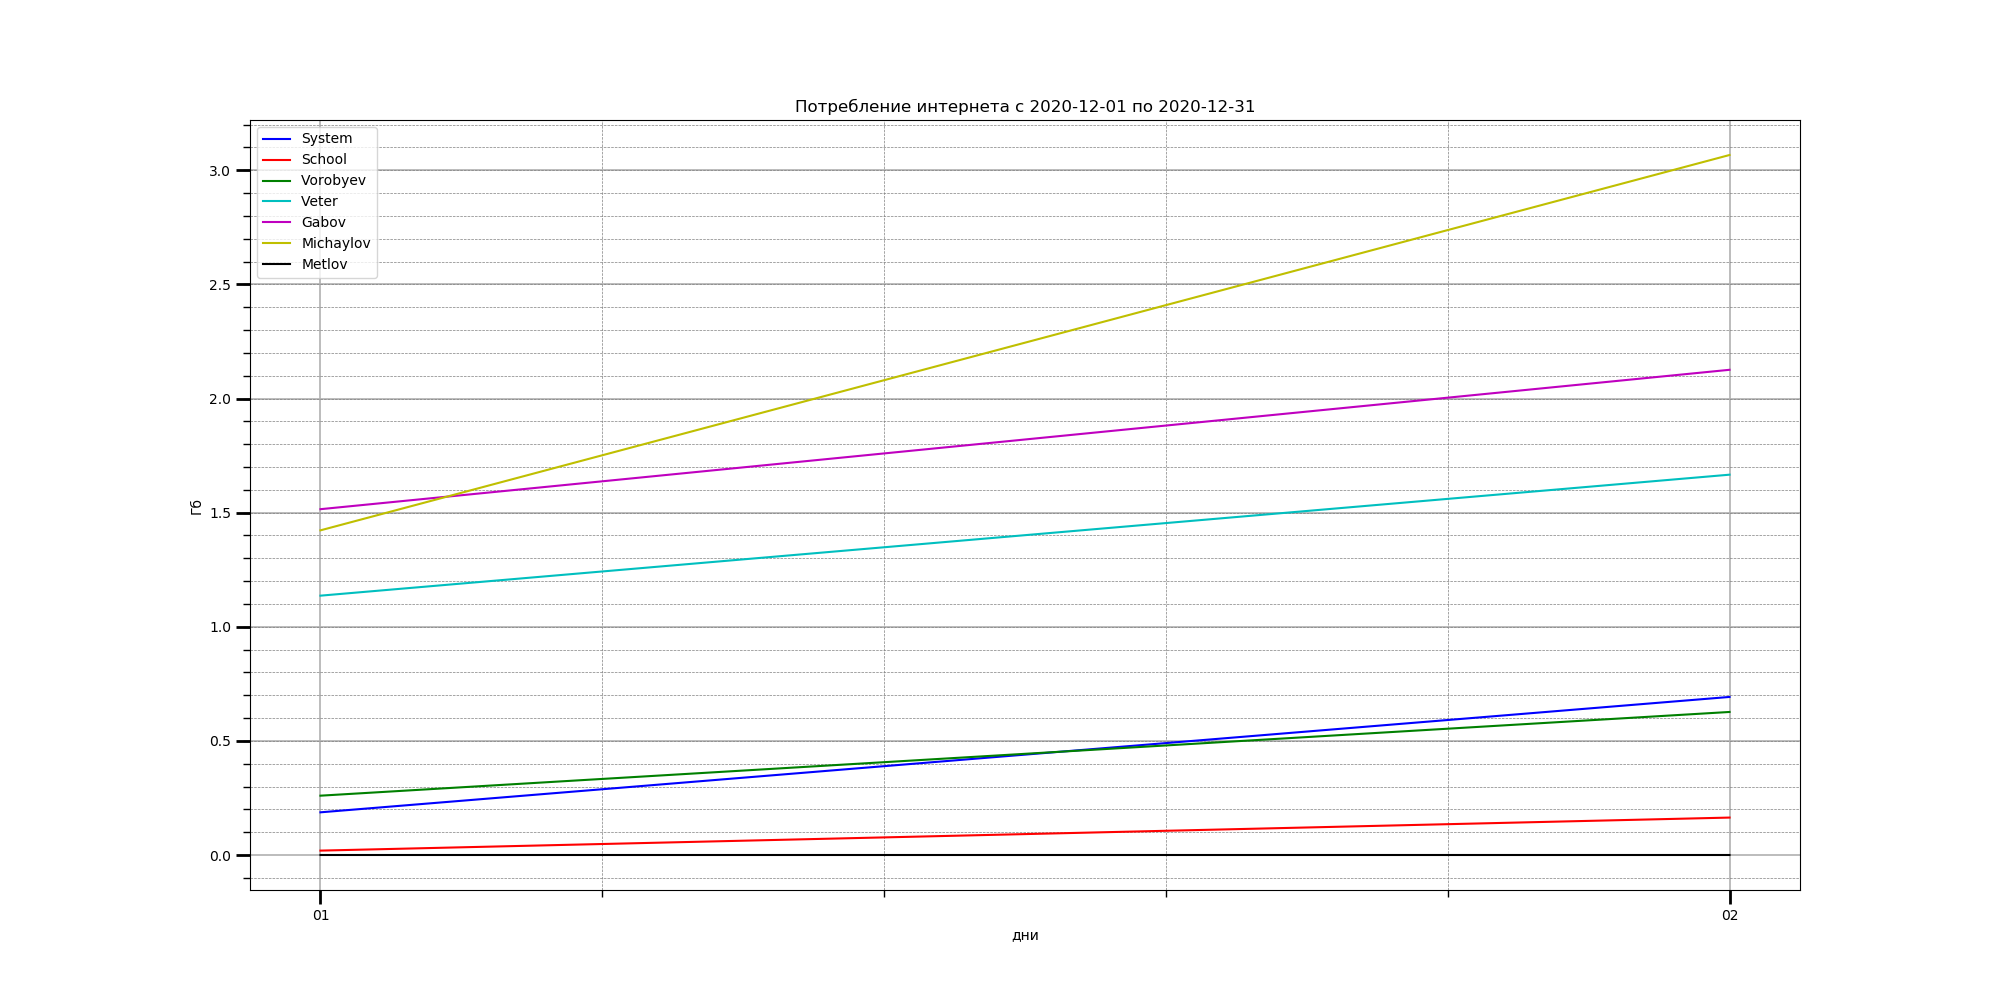 Потребление интернета с 2020-12-01 по 2020-12-31
System
School
Vorobyev
Veter
Gabov
Michaylov
Metlov
3.0
2.5
2.0
1.5
1.0
0.5
0.0
Гб
01
02
дни